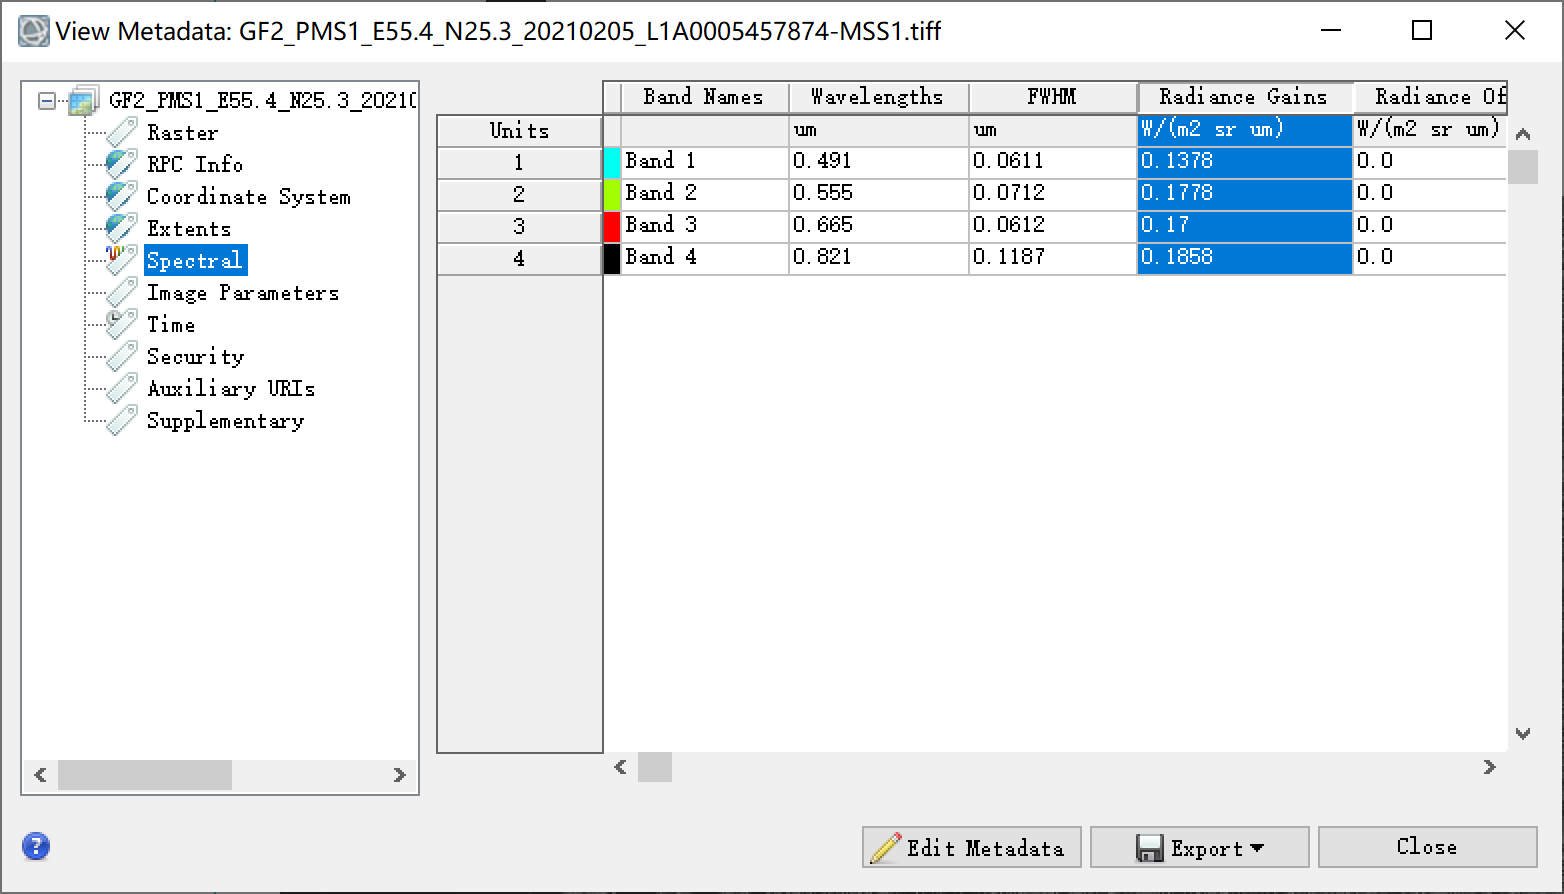 View Metadata: GF2_PMS1_E55.4_N25.3_20210205_L1A0005457874-MSS1.tiff
GF2_PMS1_E55.4_N25.3_2021(
Raster
RPC Info
Coordinate System
Extents
Spectral
Image Parameters
Time
Security
Auxiliary URIs
Supplementary
Band Names Wavelengths FWHM Radiance Gains Radiance Of
Units um um W/(m2 sr um) W/(m2 sr um)
1 Band 1 0.491 0.0611 0.1378 0.0
2 Band 2 0.555 0.0712 0.1778 0.0
3 Band 3 0.665 0.0612 0.17 0.0
4 Band 4 0.821 0.1187 0.1858 0.0
? Edit Metadata Export Close